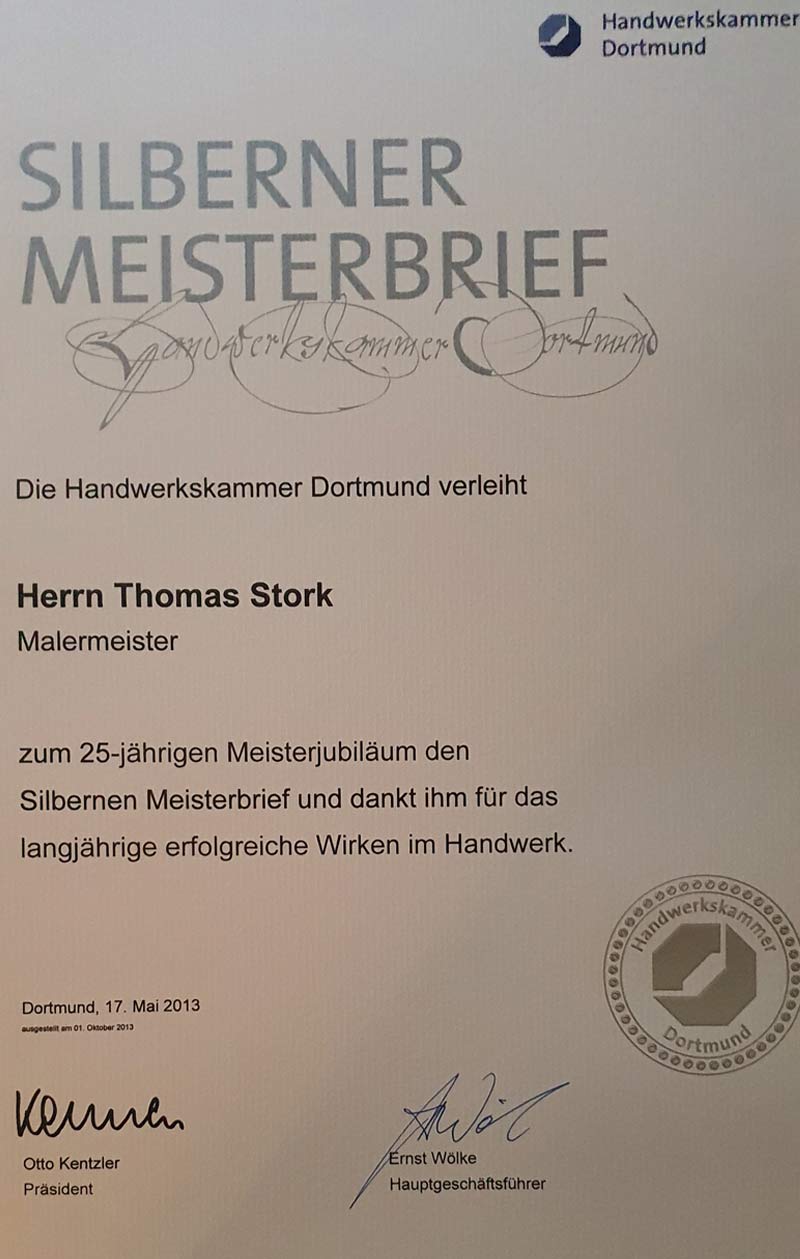 Handwerkskammer
Dortmund
SILBERNER
MEISTERBRIEF
Handwerkskammer Dortmund
Die Handwerkskammer Dortmund verleiht
Herrn Thomas Stork
Malermeister
zum 25-jährigen Meisterjubiläum den
Silbernen Meisterbrief und dankt ihm für das
langjährige erfolgreiche Wirken im Handwerk.
Handwerkskammer
Dortmund
Dortmund, 17. Mai 2013
ausgestellt am 01. Oktober 2013
Otto Kentzler
Präsident
Ernst Wölke
Hauptgeschäftsführer